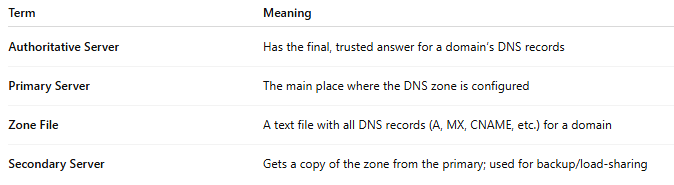 Term Meaning
Authoritative Server Has the final, trusted answer for a domain's DNS records
Primary Server The main place where the DNS zone is configured
Zone File A text file with all DNS records (A, MX, CNAME, etc.) for a domain
Secondary Server Gets a copy of the zone from the primary; used for backup/load-sharing